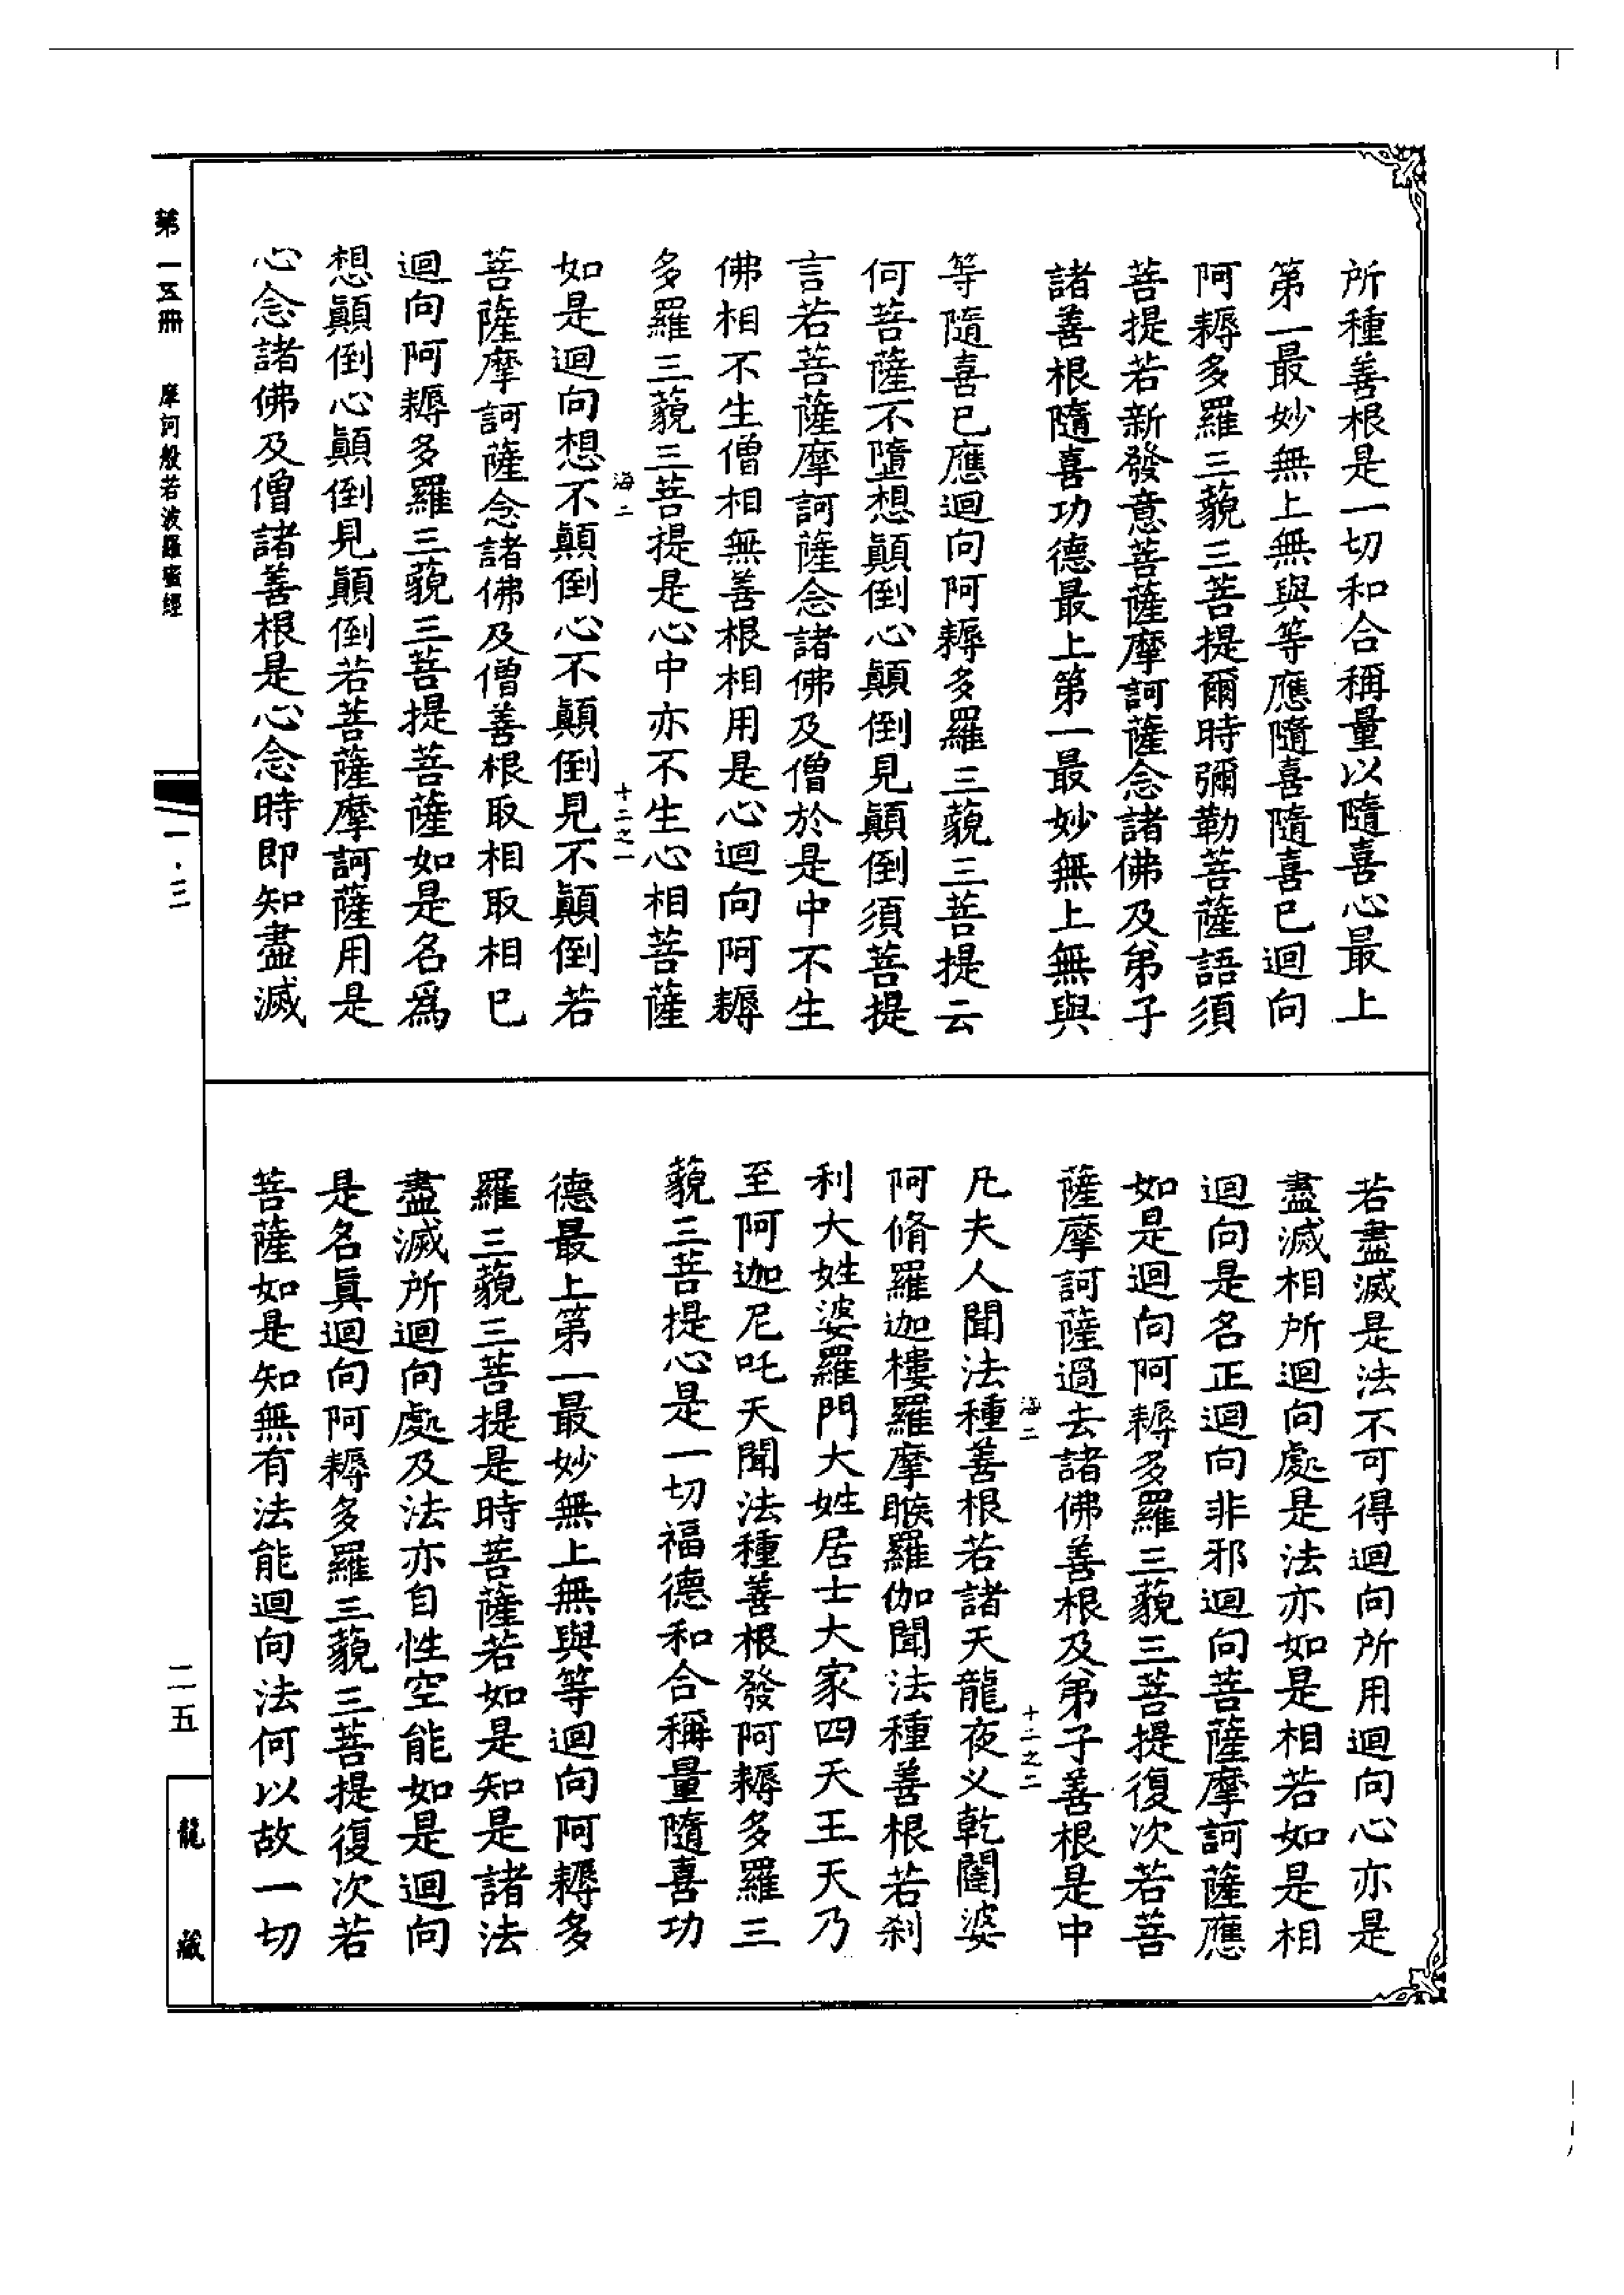 所種善根是一切和合稱量以隨喜心最上
第一最妙無上無與等應隨喜隨喜已迴向
阿耨多羅三藐三菩提爾時彌勒菩薩語須
菩提若新發意菩薩摩訶薩念諸佛及弟子
諸善根隨喜功德最上第一最妙無上無與
等隨喜已應迴向阿耨多羅三藐三菩提云
何菩薩不墮想顚倒心顚倒見顚倒須菩提
言若菩薩摩訶薩念諸佛及僧於是中不生
佛相不生僧相無善根相用是心迴向阿耨
多羅三藐三菩提是心中亦不生心相菩薩
海二 十二之一
如是迴向想不顚倒心不顚倒見不顚倒若
菩薩摩訶薩念諸佛及僧善根取相取相已
迴向阿耨多羅三藐三菩提菩薩如是名爲
想顚倒心顚倒見顚倒若菩薩摩訶薩用是
心念諸佛及僧諸善根是心念時即知盡滅
若盡滅是法不可得迴向所用迴向心亦是
盡滅相所迴向處是法亦如是相若如是相
迴向是名正迴向非邪迴向菩薩摩訶薩應
如是迴向阿耨多羅三藐三菩提復次若菩
薩摩訶薩過去諸佛善根及弟子善根是中
海二 十二之二
凡夫人聞法種善根若諸天龍夜叉乾闥婆
阿脩羅迦樓羅摩睺羅伽聞法種善根若刹
利大姓婆羅門大姓居士大家四天王天乃
至阿迦尼吒天聞法種善根發阿耨多羅三
藐三菩提心是一切福德和合稱量隨喜功
德最上第一最妙無上無與等迴向阿耨多
羅三藐三菩提是時菩薩若如是知是諸法
盡滅所迴向處及法亦自性空能如是迴向
是名眞迴向阿耨多羅三藐三菩提復次若
菩薩如是知無有法能迴向法何以故一切
第一五冊 摩訶般若波羅蜜經
一·三
二五
龍藏